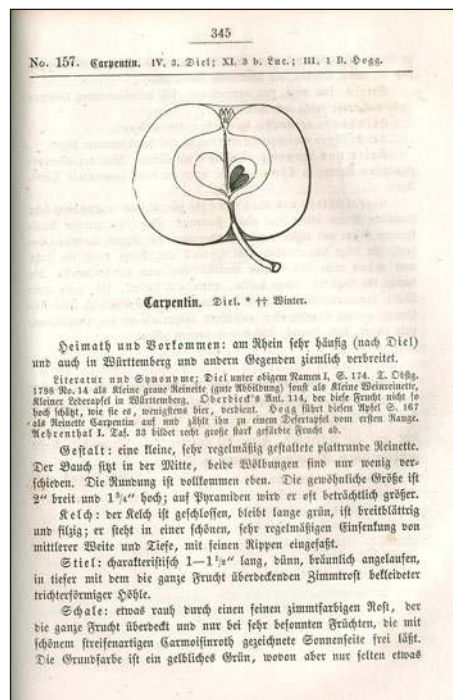 345
No. 157. Carpentin. IV, 3. Diel; XI, 3 b. Luc.; III, 1 B. Hogg.
Carpentin. Diel. * †† Winter.
Heimath und Vorkommen: am Rhein sehr häufig (nach Diel)
und auch in Württemberg und andern Gegenden ziemlich verbreitet.
Literatur und Synonyme; Diel unter obigem Namen I, S. 174. T. Obstg.
1798 No. 14 als Kleine graue Reinette (gute Abbildung) sonst als Kleine Weinreinette,
Kleiner Lederapfel in Württemberg. Oberdieck's Anl. 114, der diese Frucht nicht so
hoch schätzt, wie sie es, wenigstens hier, verdient. Hogg führt diesen Apfel S. 167
als Reinette Carpentin auf und zählt ihn zu einem Desertapfel vom ersten Range.
Aehrenthal I. Taf. 33 bildet recht große stark gefärbte Frucht ab.
Gestalt: eine kleine, sehr regelmäßig gestaltete plattrunde Reinette.
Der Bauch sitzt in der Mitte, beide Wölbungen sind nur wenig ver-
schieden. Die Rundung ist vollkommen eben. Die gewöhnliche Größe ist
2" breit und 1¾" hoch; auf Pyramiden wird er oft beträchtlich größer.
Kelch: der Kelch ist geschlossen, bleibt lange grün, ist breitblättrig
und filzig; er steht in einer schönen, sehr regelmäßigen Einsenkung von
mittlerer Weite und Tiefe, mit feinen Rippen eingefaßt.
Stiel: charakteristisch 1—1½" lang, dünn, bräunlich angelaufen,
in tiefer mit dem die ganze Frucht überdeckenden Zimmtrost bekleideter
trichterförmiger Höhle.
Schale: etwas rauh durch einen feinen zimmtfarbigen Rost, der
die ganze Frucht überdeckt und nur bei sehr besonnten Früchten, die mit
schönem streifenartigen Carmoisinroth gezeichnete Sonnenseite frei läßt.
Die Grundfarbe ist ein gelbliches Grün, wovon aber nur selten etwas